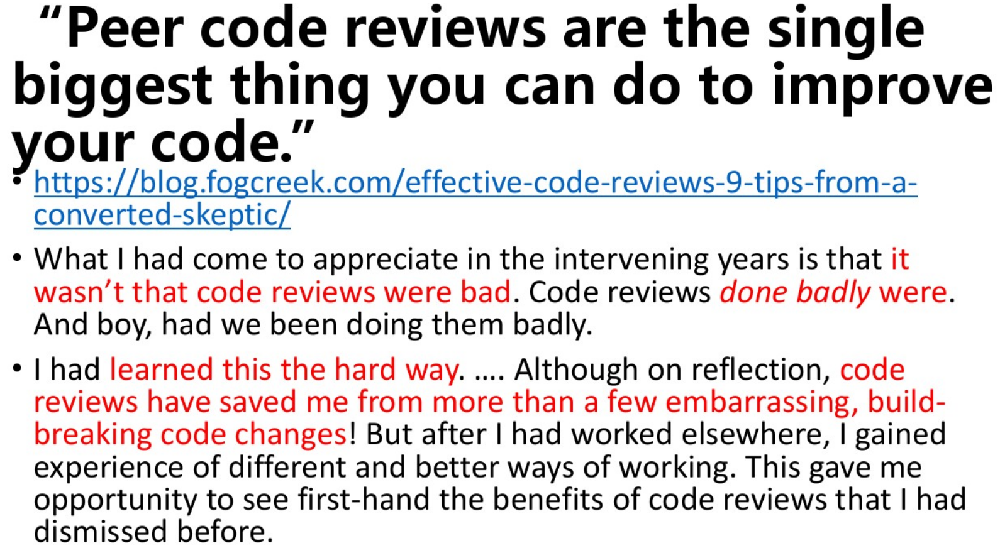 “Peer code reviews are the single
biggest thing you can do to improve
your code.”
• https://blog.fogcreek.com/effective-code-reviews-9-tips-from-a-
converted-skeptic/
• What I had come to appreciate in the intervening years is that it
wasn’t that code reviews were bad. Code reviews done badly were.
And boy, had we been doing them badly.
• I had learned this the hard way. .... Although on reflection, code
reviews have saved me from more than a few embarrassing, build-
breaking code changes! But after I had worked elsewhere, I gained
experience of different and better ways of working. This gave me
opportunity to see first-hand the benefits of code reviews that I had
dismissed before.